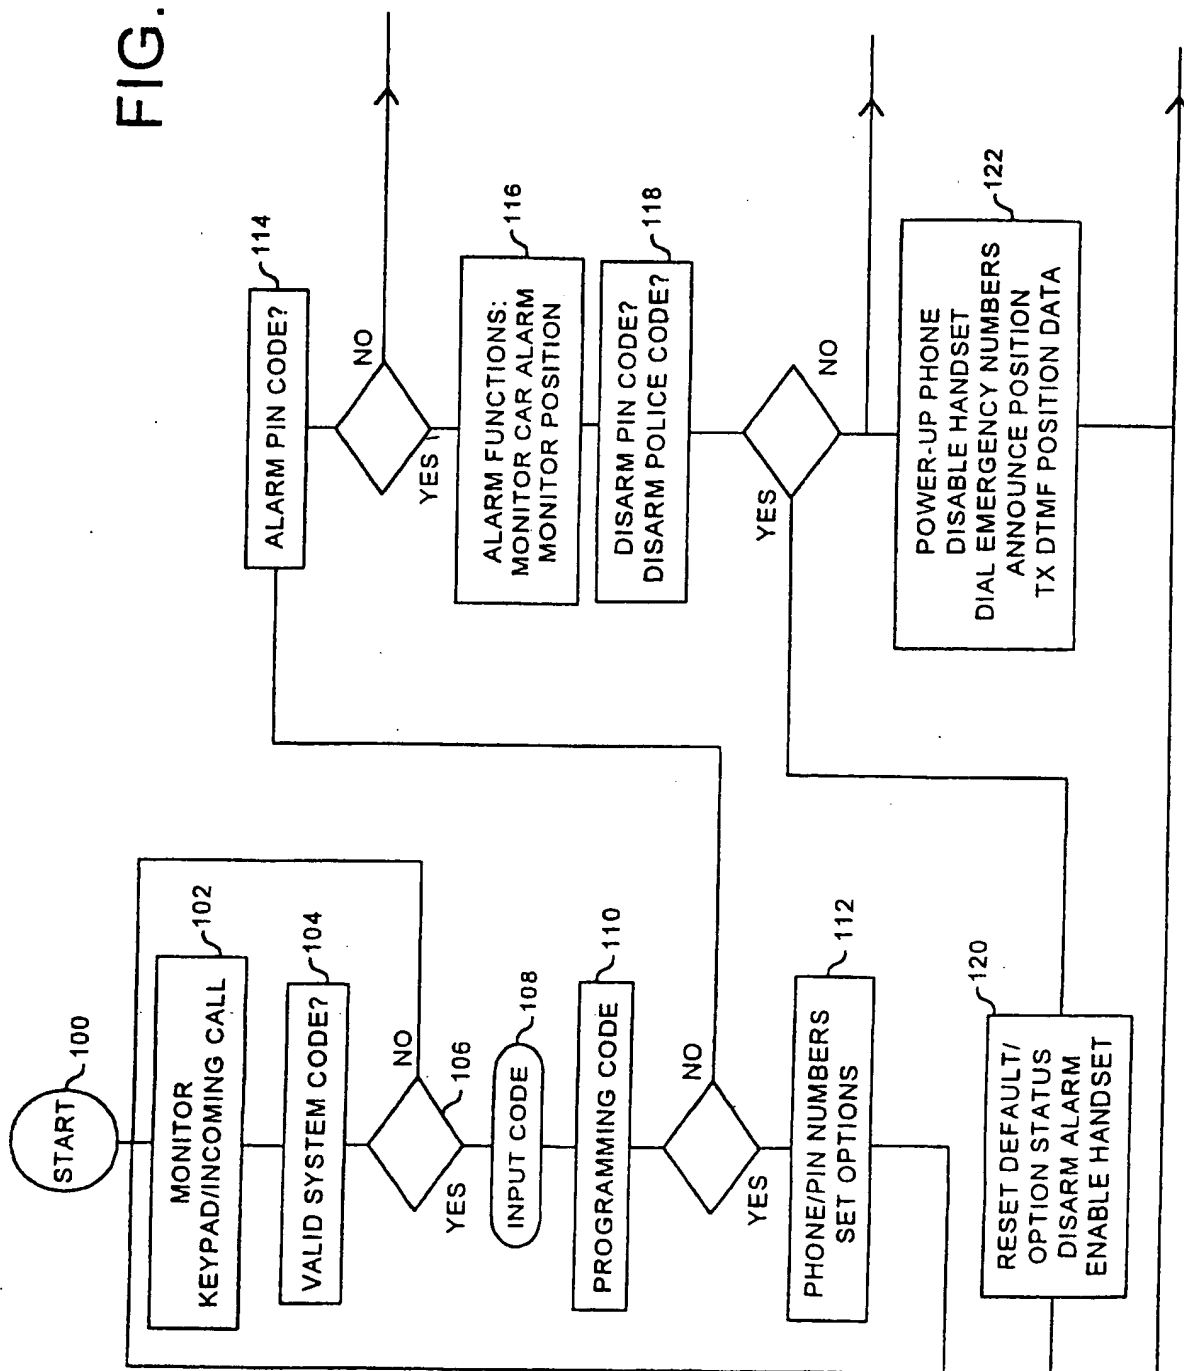 FIG.
START
100
MONITOR
KEYPAD/INCOMING CALL
102
VALID SYSTEM CODE?
104
NO
106
YES
INPUT CODE
108
PROGRAMMING CODE
110
NO
YES
PHONE/PIN NUMBERS
SET OPTIONS
112
ALARM PIN CODE?
114
NO
YES
ALARM FUNCTIONS:
MONITOR CAR ALARM
MONITOR POSITION
116
DISARM PIN CODE?
DISARM POLICE CODE?
118
YES
NO
RESET DEFAULT/
OPTION STATUS
DISARM ALARM
ENABLE HANDSET
120
POWER-UP PHONE
DISABLE HANDSET
DIAL EMERGENCY NUMBERS
ANNOUNCE POSITION
TX DTMF POSITION DATA
122